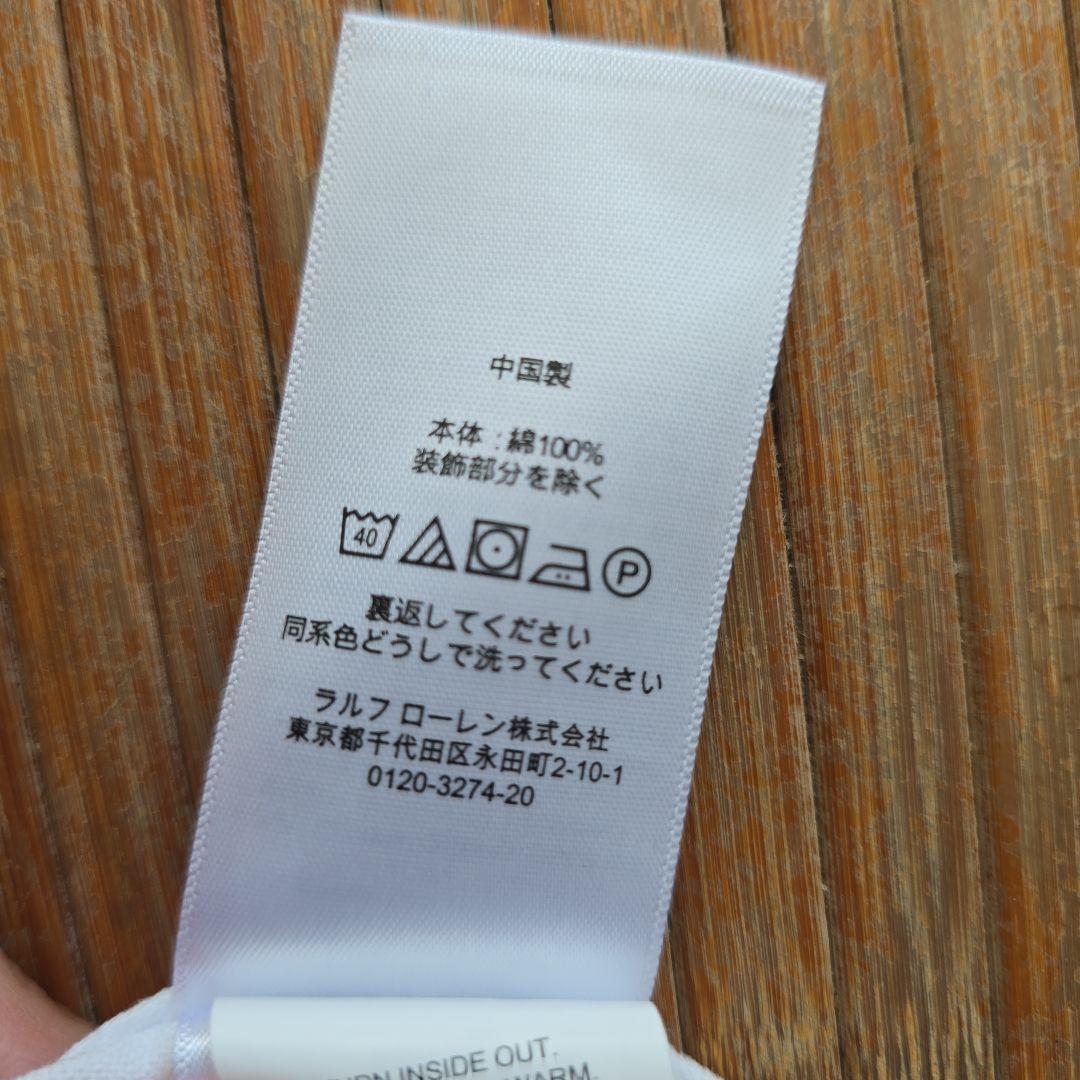 中国製
本体 : 綿100%
装飾部分を除く
40
P
裏返してください
同系色どうしで洗ってください
ラルフ ローレン株式会社
東京都千代田区永田町2-10-1
0120-3274-20
INSIDE OUT,
WARM.